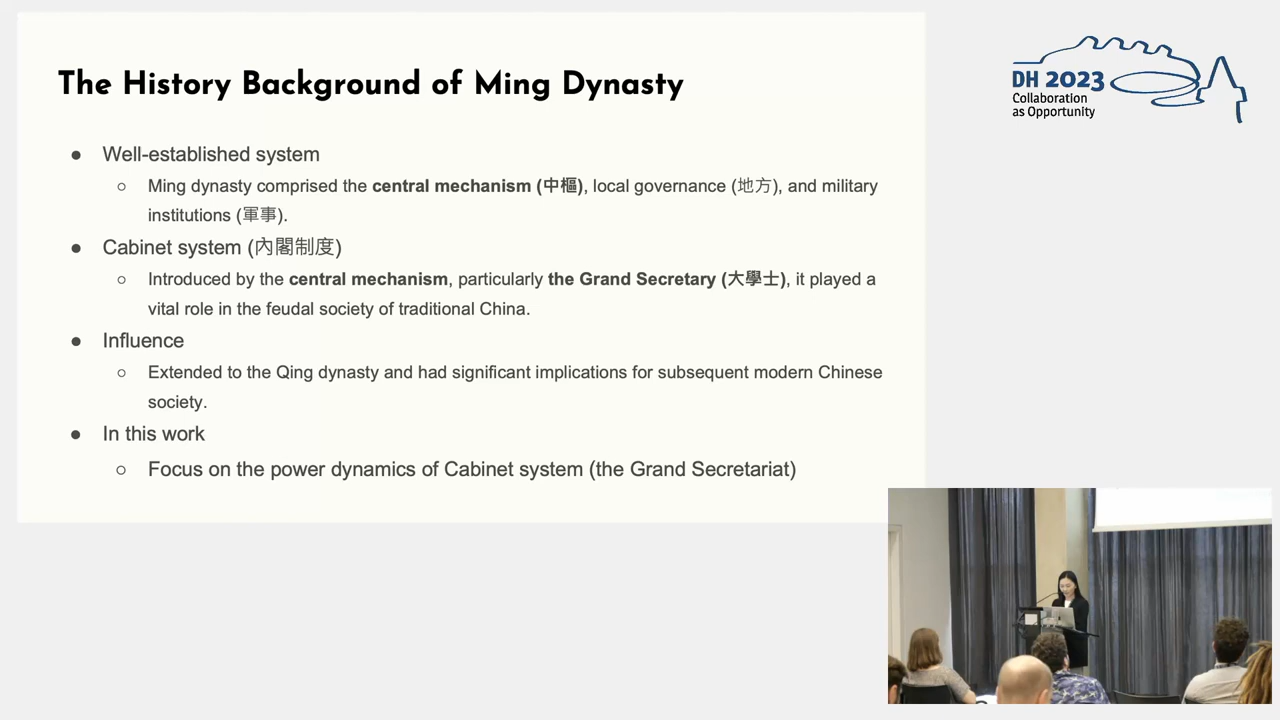 The History Background of Ming Dynasty
● Well-established system
○ Ming dynasty comprised the central mechanism (中樞), local governance (地方), and military
institutions (軍事).
● Cabinet system (內閣制度)
○ Introduced by the central mechanism, particularly the Grand Secretary (大學士), it played a
vital role in the feudal society of traditional China.
● Influence
○ Extended to the Qing dynasty and had significant implications for subsequent modern Chinese
society.
● In this work
○ Focus on the power dynamics of Cabinet system (the Grand Secretariat)
DH 2023
Collaboration
as Opportunity